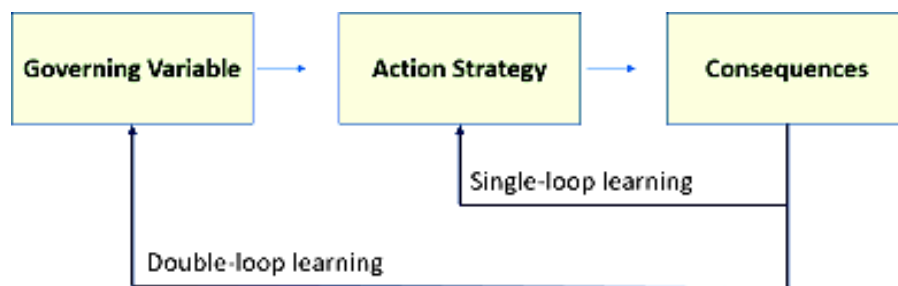 Governing Variable
Action Strategy
Consequences
Single-loop learning
Double-loop learning